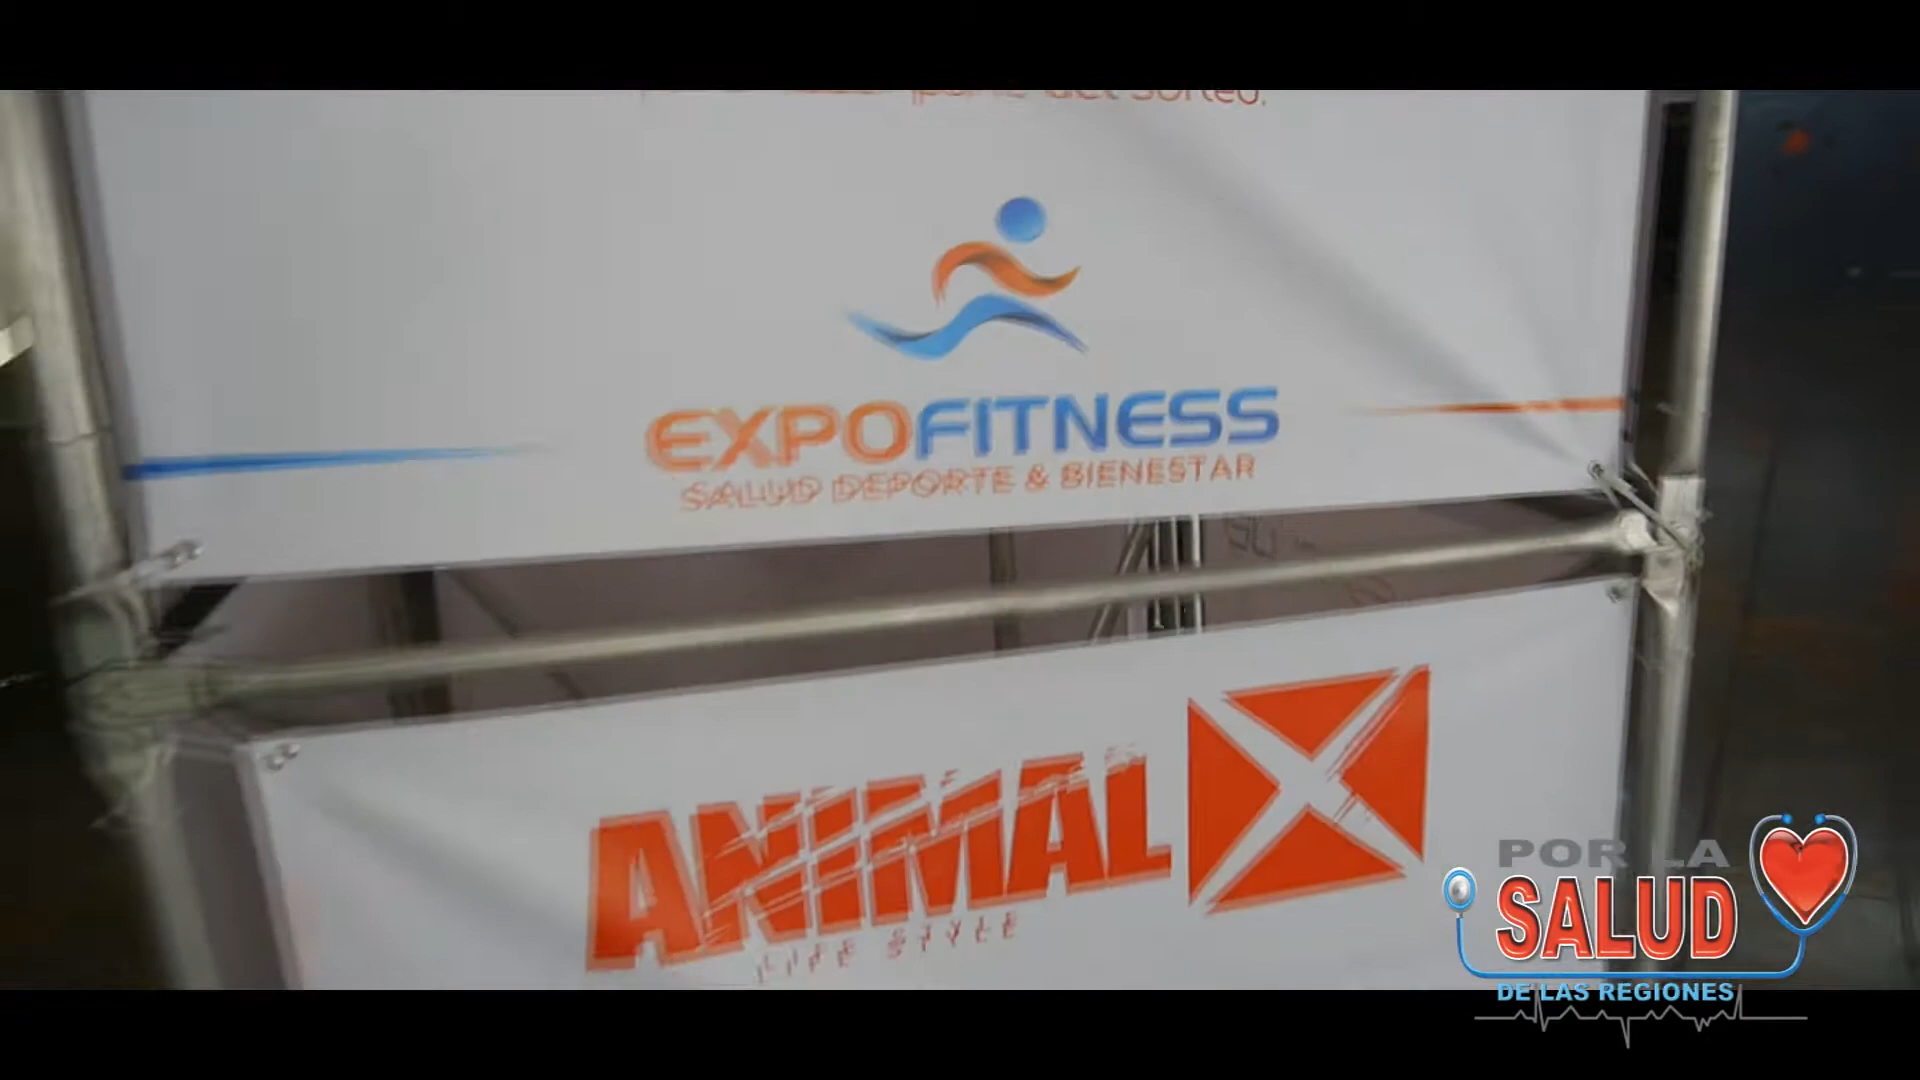 EXPOFITNESS
SALUD DEPORTE & BIENESTAR
ANIMAL X
LIFE STYLE
POR LA
SALUD
DE LAS REGIONES